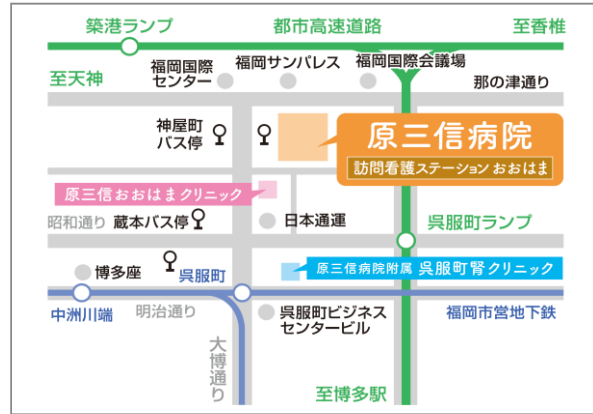 築港ランプ
都市高速道路
至香椎
至天神
福岡国際
センター
福岡サンパレス
福岡国際会議場
那の津通り
神屋町
バス停
原三信病院
訪問看護ステーション おおはま
原三信おおはまクリニック
昭和通り
蔵本バス停
日本通運
呉服町ランプ
博多座
呉服町
原三信病院附属 呉服町腎クリニック
中洲川端
明治通り
呉服町ビジネス
センタービル
福岡市営地下鉄
大博通り
至博多駅